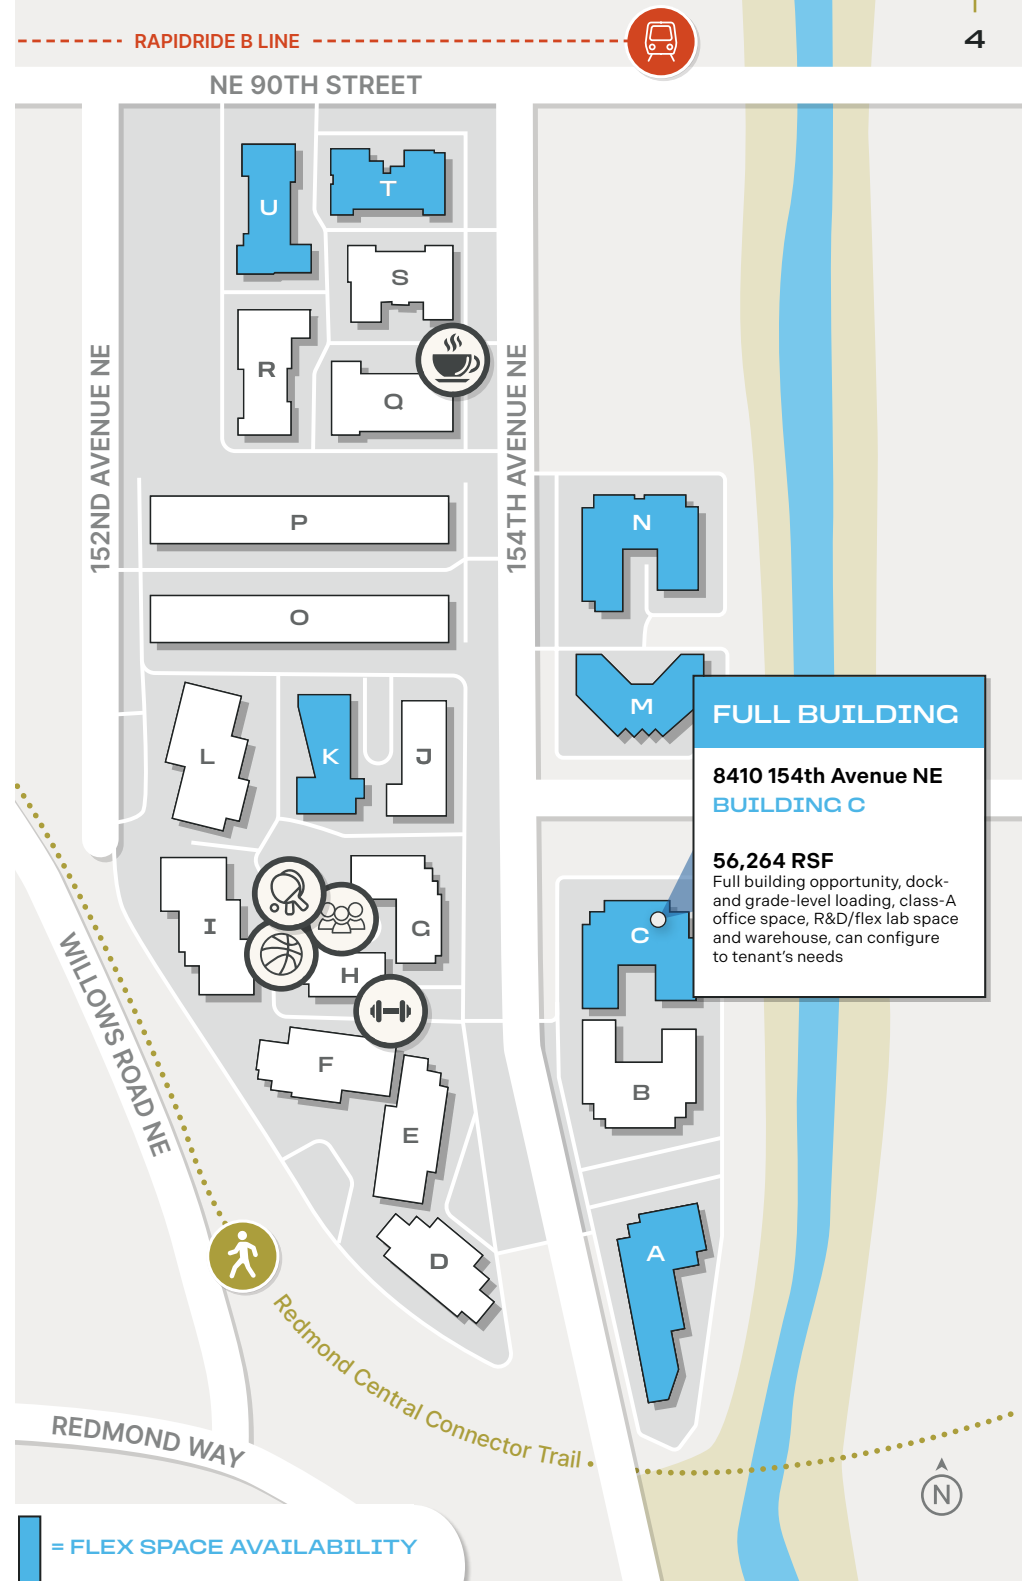 RAPIDRIDE B LINE
4
NE 90TH STREET
U
T
S
R
Q
152ND AVENUE NE
154TH AVENUE NE
P
N
O
M
L
K
J
FULL BUILDING
8410 154th Avenue NE
BUILDING C
56,264 RSF
Full building opportunity, dock-
and grade-level loading, class-A
office space, R&D/flex lab space
and warehouse, can configure
to tenant's needs
I
G
C
H
WILLOWS ROAD NE
F
B
E
D
A
Redmond Central Connector Trail
REDMOND WAY
N
= FLEX SPACE AVAILABILITY